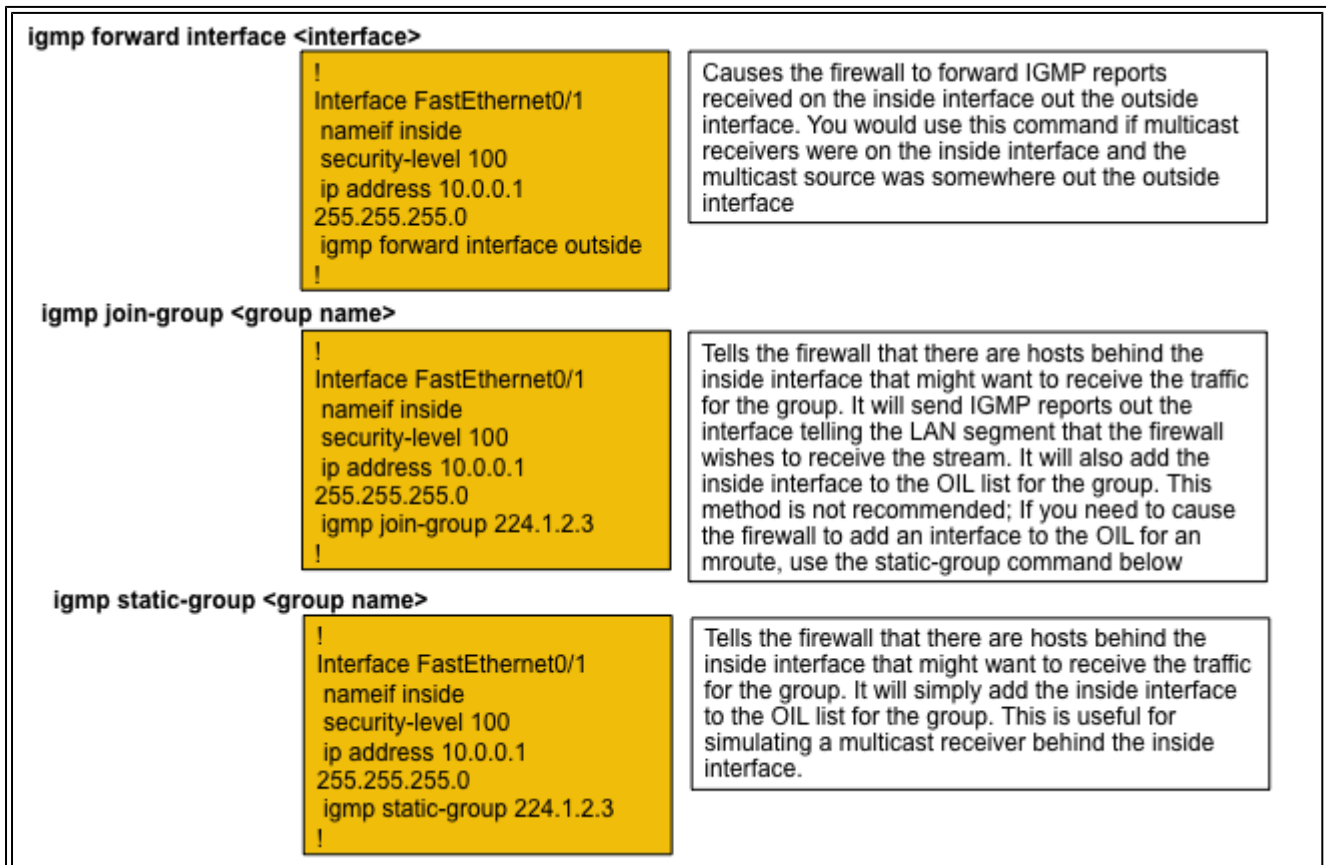 igmp forward interface <interface>
!
Interface FastEthernet0/1
nameif inside
security-level 100
ip address 10.0.0.1
255.255.255.0
igmp forward interface outside
!
Causes the firewall to forward IGMP reports
received on the inside interface out the outside
interface. You would use this command if multicast
receivers were on the inside interface and the
multicast source was somewhere out the outside
interface
igmp join-group <group name>
!
Interface FastEthernet0/1
nameif inside
security-level 100
ip address 10.0.0.1
255.255.255.0
igmp join-group 224.1.2.3
!
Tells the firewall that there are hosts behind the
inside interface that might want to receive the traffic
for the group. It will send IGMP reports out the
interface telling the LAN segment that the firewall
wishes to receive the stream. It will also add the
inside interface to the OIL list for the group. This
method is not recommended; If you need to cause
the firewall to add an interface to the OIL for an
mroute, use the static-group command below
igmp static-group <group name>
!
Interface FastEthernet0/1
nameif inside
security-level 100
ip address 10.0.0.1
255.255.255.0
igmp static-group 224.1.2.3
!
Tells the firewall that there are hosts behind the
inside interface that might want to receive the traffic
for the group. It will simply add the inside interface
to the OIL list for the group. This is useful for
simulating a multicast receiver behind the inside
interface.